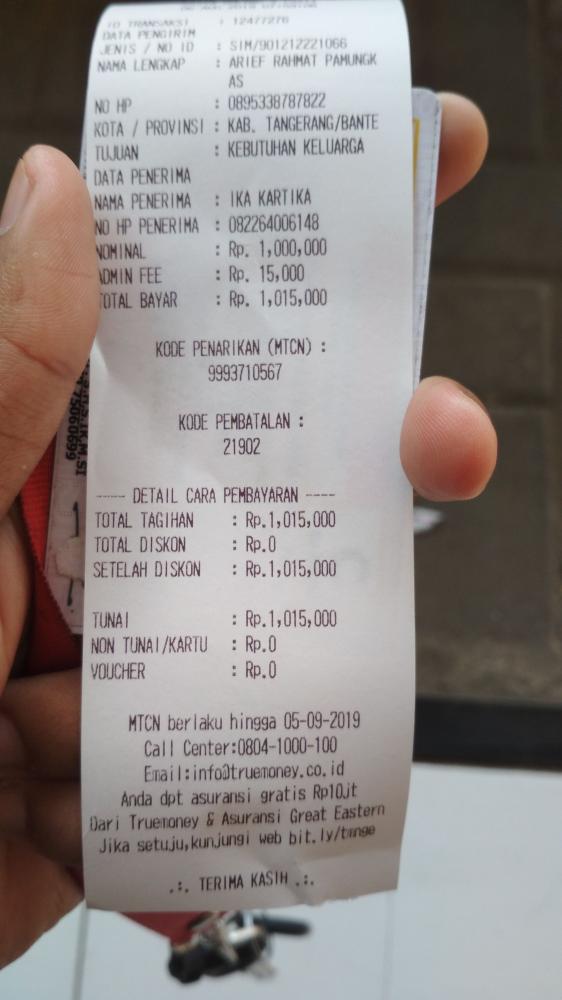 ID TRANSAKSI : 12477276
DATA PENGIRIM
JENIS / NO ID : SIM/901212221066
NAMA LENGKAP : ARIEF RAHMAT PAMUNGK
AS
NO HP : 0895338787822
KOTA / PROVINSI : KAB. TANGERANG/BANTE
TUJUAN : KEBUTUHAN KELUARGA
DATA PENERIMA
NAMA PENERIMA : IKA KARTIKA
NO HP PENERIMA : 082264006148
NOMINAL : Rp. 1,000,000
ADMIN FEE : Rp. 15,000
TOTAL BAYAR : Rp. 1,015,000
KODE PENARIKAN (MTCN) :
9993710567
KODE PEMBATALAN :
21902
----- DETAIL CARA PEMBAYARAN ----
TOTAL TAGIHAN : Rp.1,015,000
TOTAL DISKON : Rp.0
SETELAH DISKON : Rp.1,015,000
TUNAI : Rp.1,015,000
NON TUNAI/KARTU : Rp.0
VOUCHER : Rp.0
MTCN berlaku hingga 05-09-2019
Call Center:0804-1000-100
Email:info@truemoney.co.id
Anda dpt asuransi gratis Rp10jt
Dari Truemoney & Asuransi Great Eastern
Jika setuju,kunjungi web bit.ly/tmnge
.:. TERIMA KASIH .:.